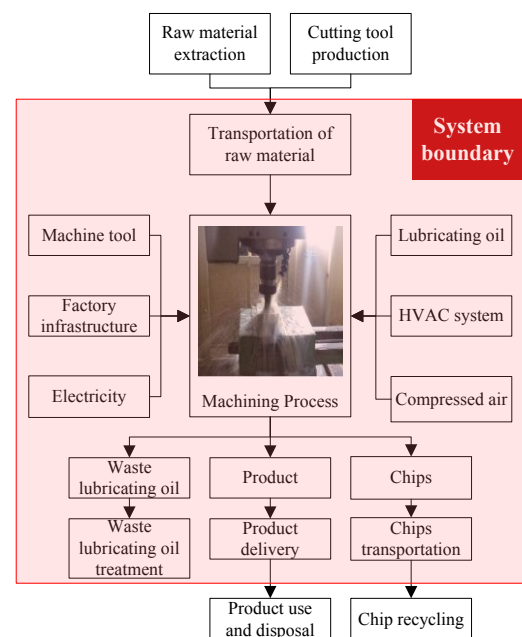 Raw material
extraction
Cutting tool
production
System
boundary
Transportation of
raw material
Machine tool
Factory
infrastructure
Electricity
Machining Process
Lubricating oil
HVAC system
Compressed air
Waste
lubricating oil
Product
Chips
Waste
lubricating oil
treatment
Product
delivery
Chips
transportation
Product use
and disposal
Chip recycling